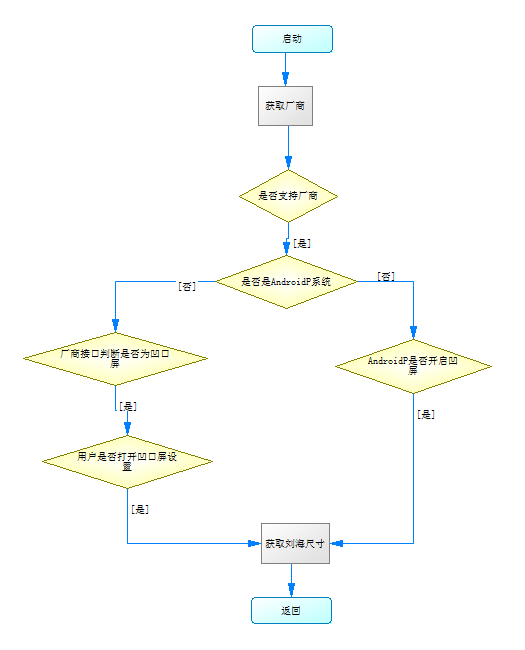 启动
获取厂商
是否支持厂商
[是]
是否是AndroidP系统
[否]
[否]
厂商接口判断是否为凹口
屏
AndroidP是否开启凹
屏
[是]
[是]
用户是否打开凹口屏设
置
[是]
获取刘海尺寸
返回